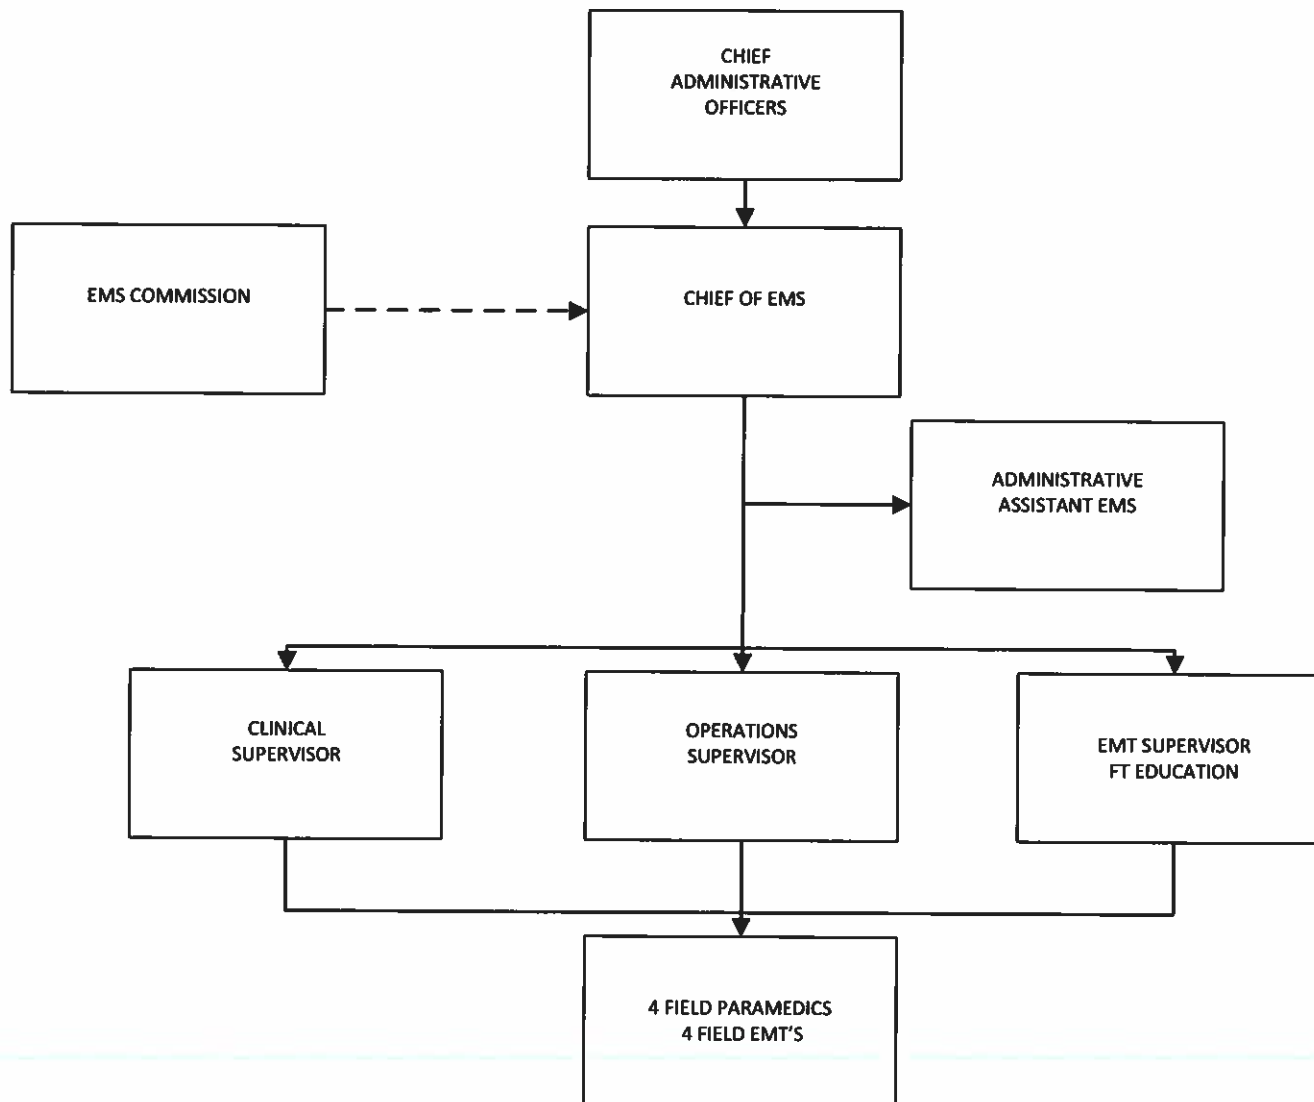 CHIEF
ADMINISTRATIVE
OFFICERS
EMS COMMISSION
CHIEF OF EMS
ADMINISTRATIVE
ASSISTANT EMS
CLINICAL
SUPERVISOR
OPERATIONS
SUPERVISOR
EMT SUPERVISOR
FT EDUCATION
4 FIELD PARAMEDICS
4 FIELD EMT'S